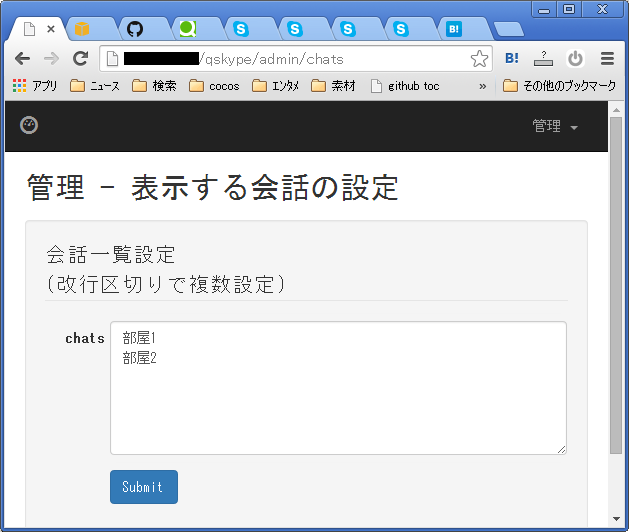 /qskype/admin/chats
B!
アプリ ニュース 検索 cocos エンタメ 素材 github toc » その他のブックマーク
管理
管理 - 表示する会話の設定
会話一覧設定
(改行区切りで複数設定)
chats
部屋1
部屋2
Submit